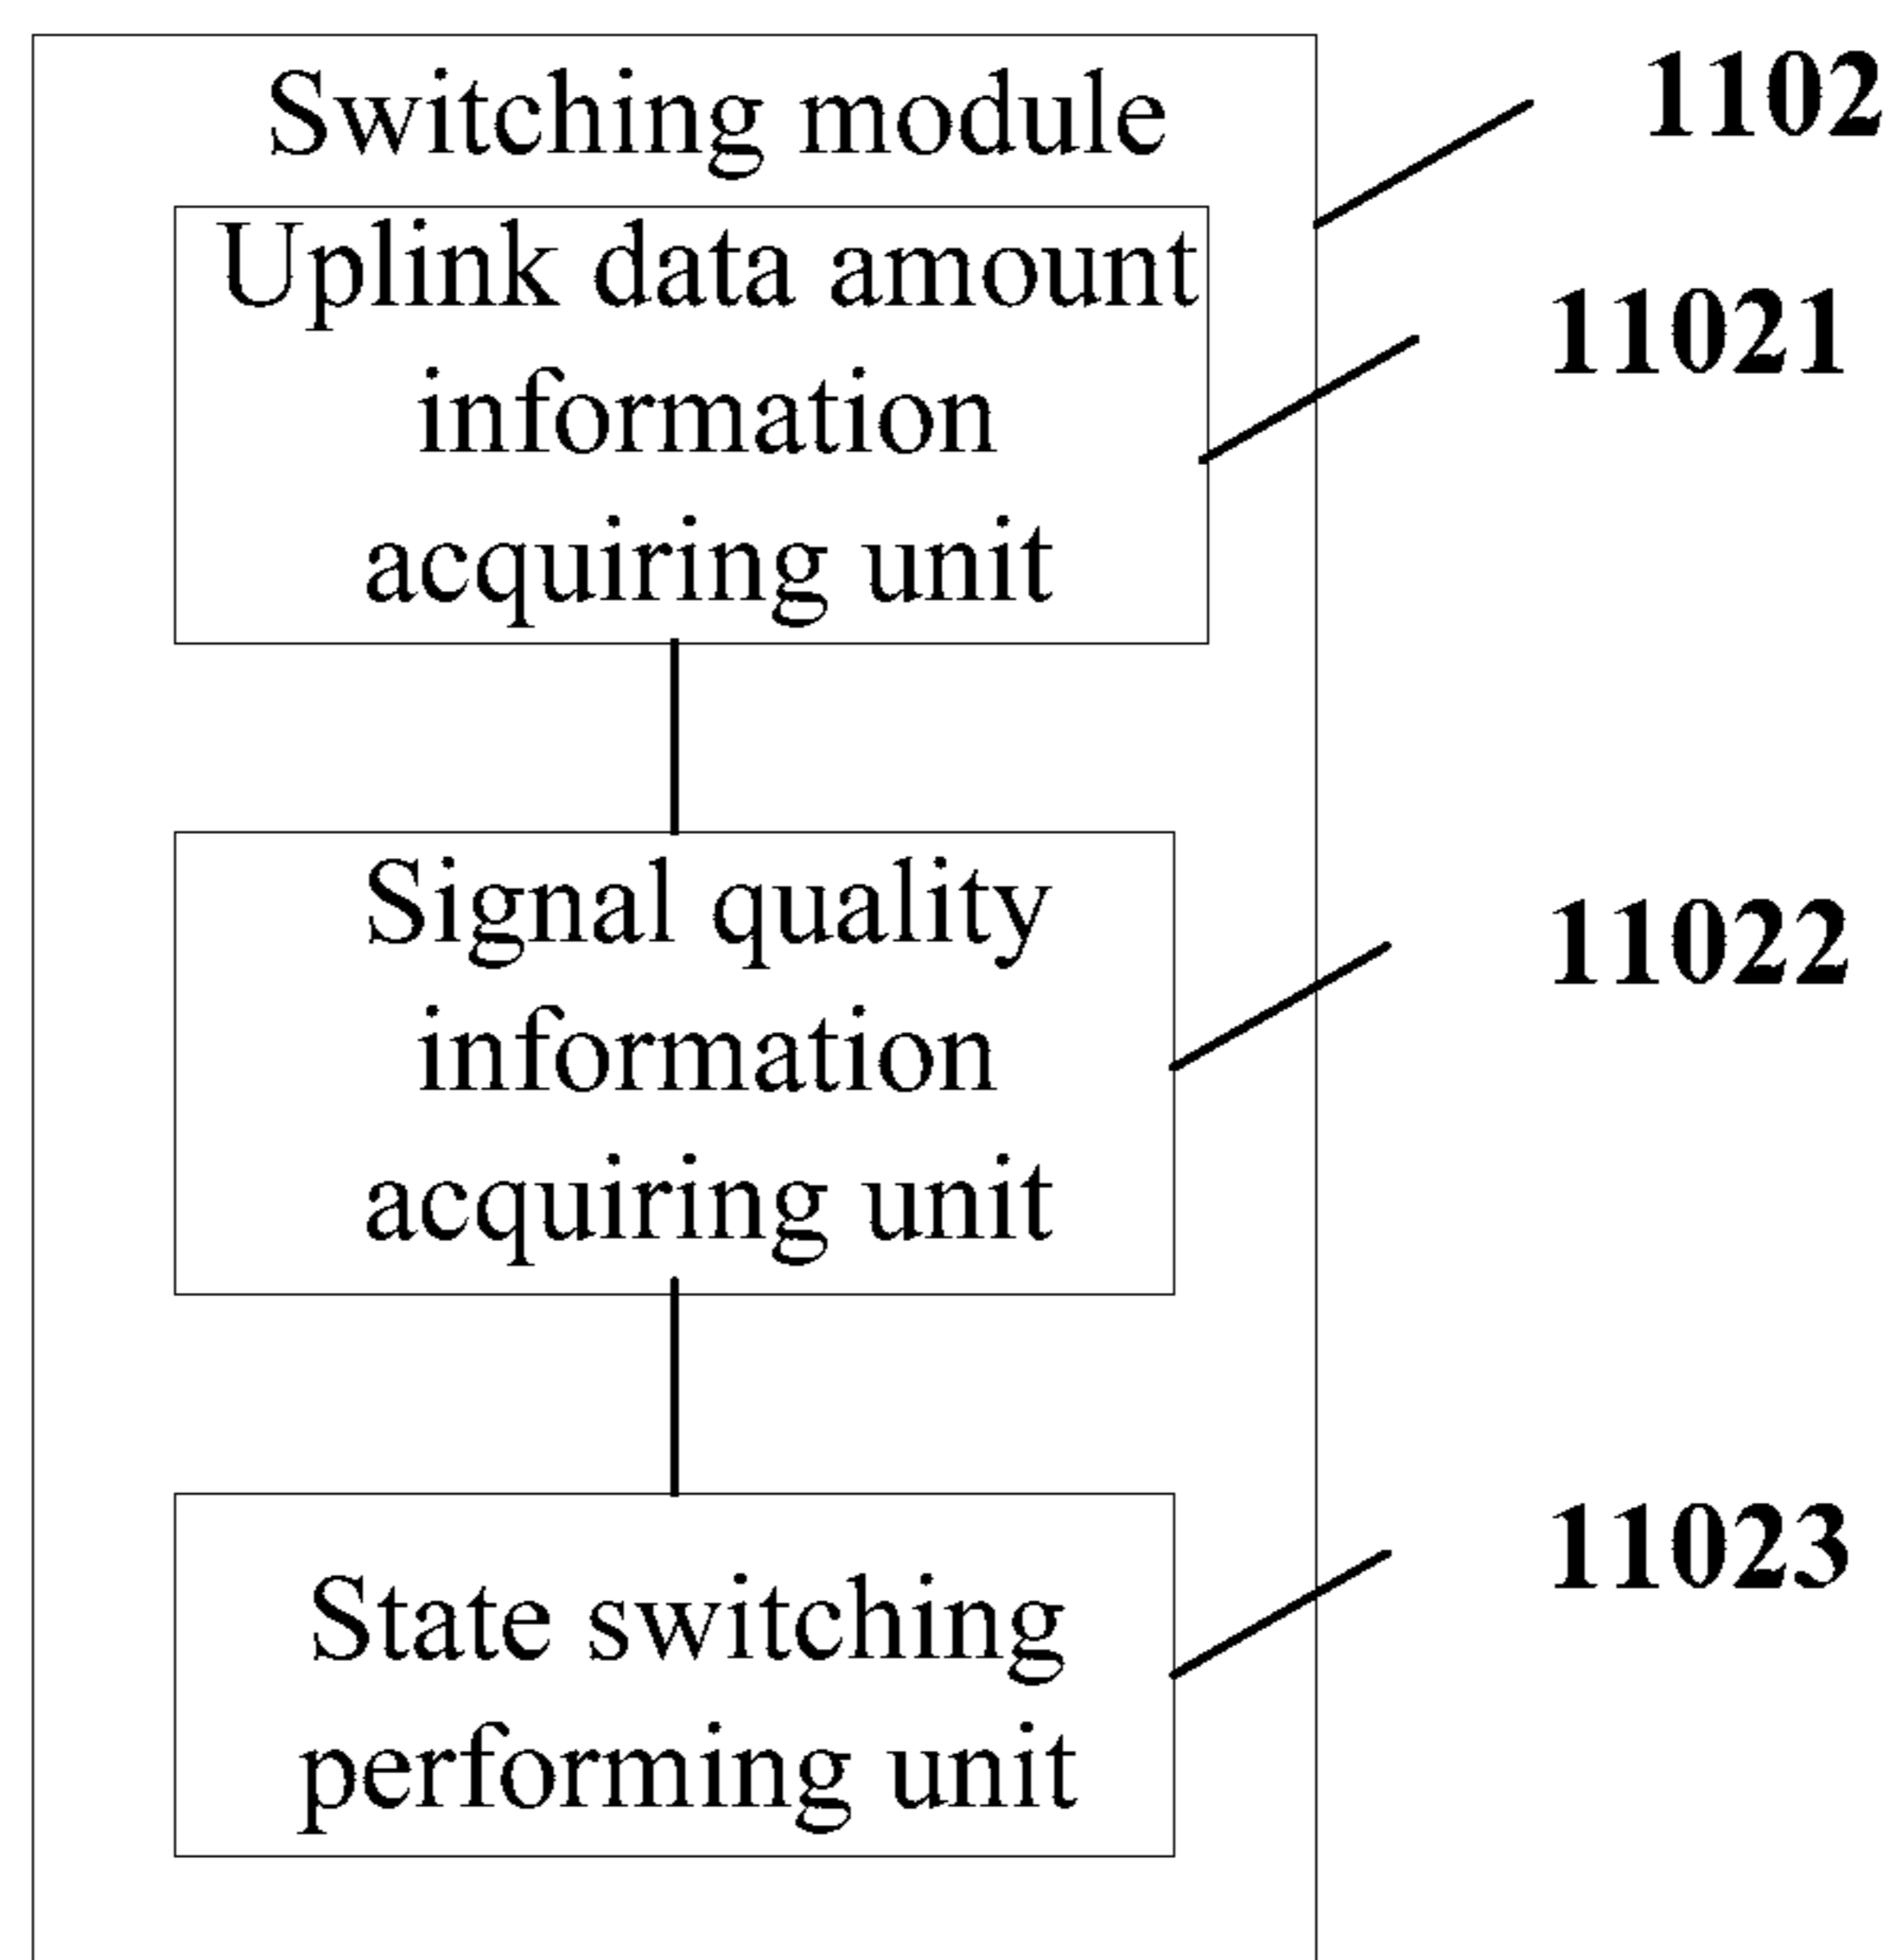 Switching module
1102
Uplink data amount
information
acquiring unit
11021
Signal quality
information
acquiring unit
11022
State switching
performing unit
11023